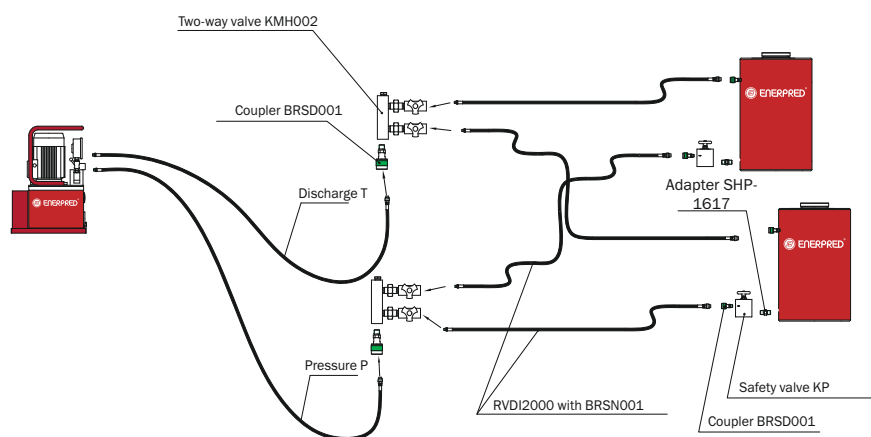 Two-way valve KMH002
ENERPRED
Coupler BRSD001
Adapter SHP-
1617
Discharge T
ENERPRED
ENERPRED
Pressure P
Safety valve KP
RVDI2000 with BRSN001
Coupler BRSD001